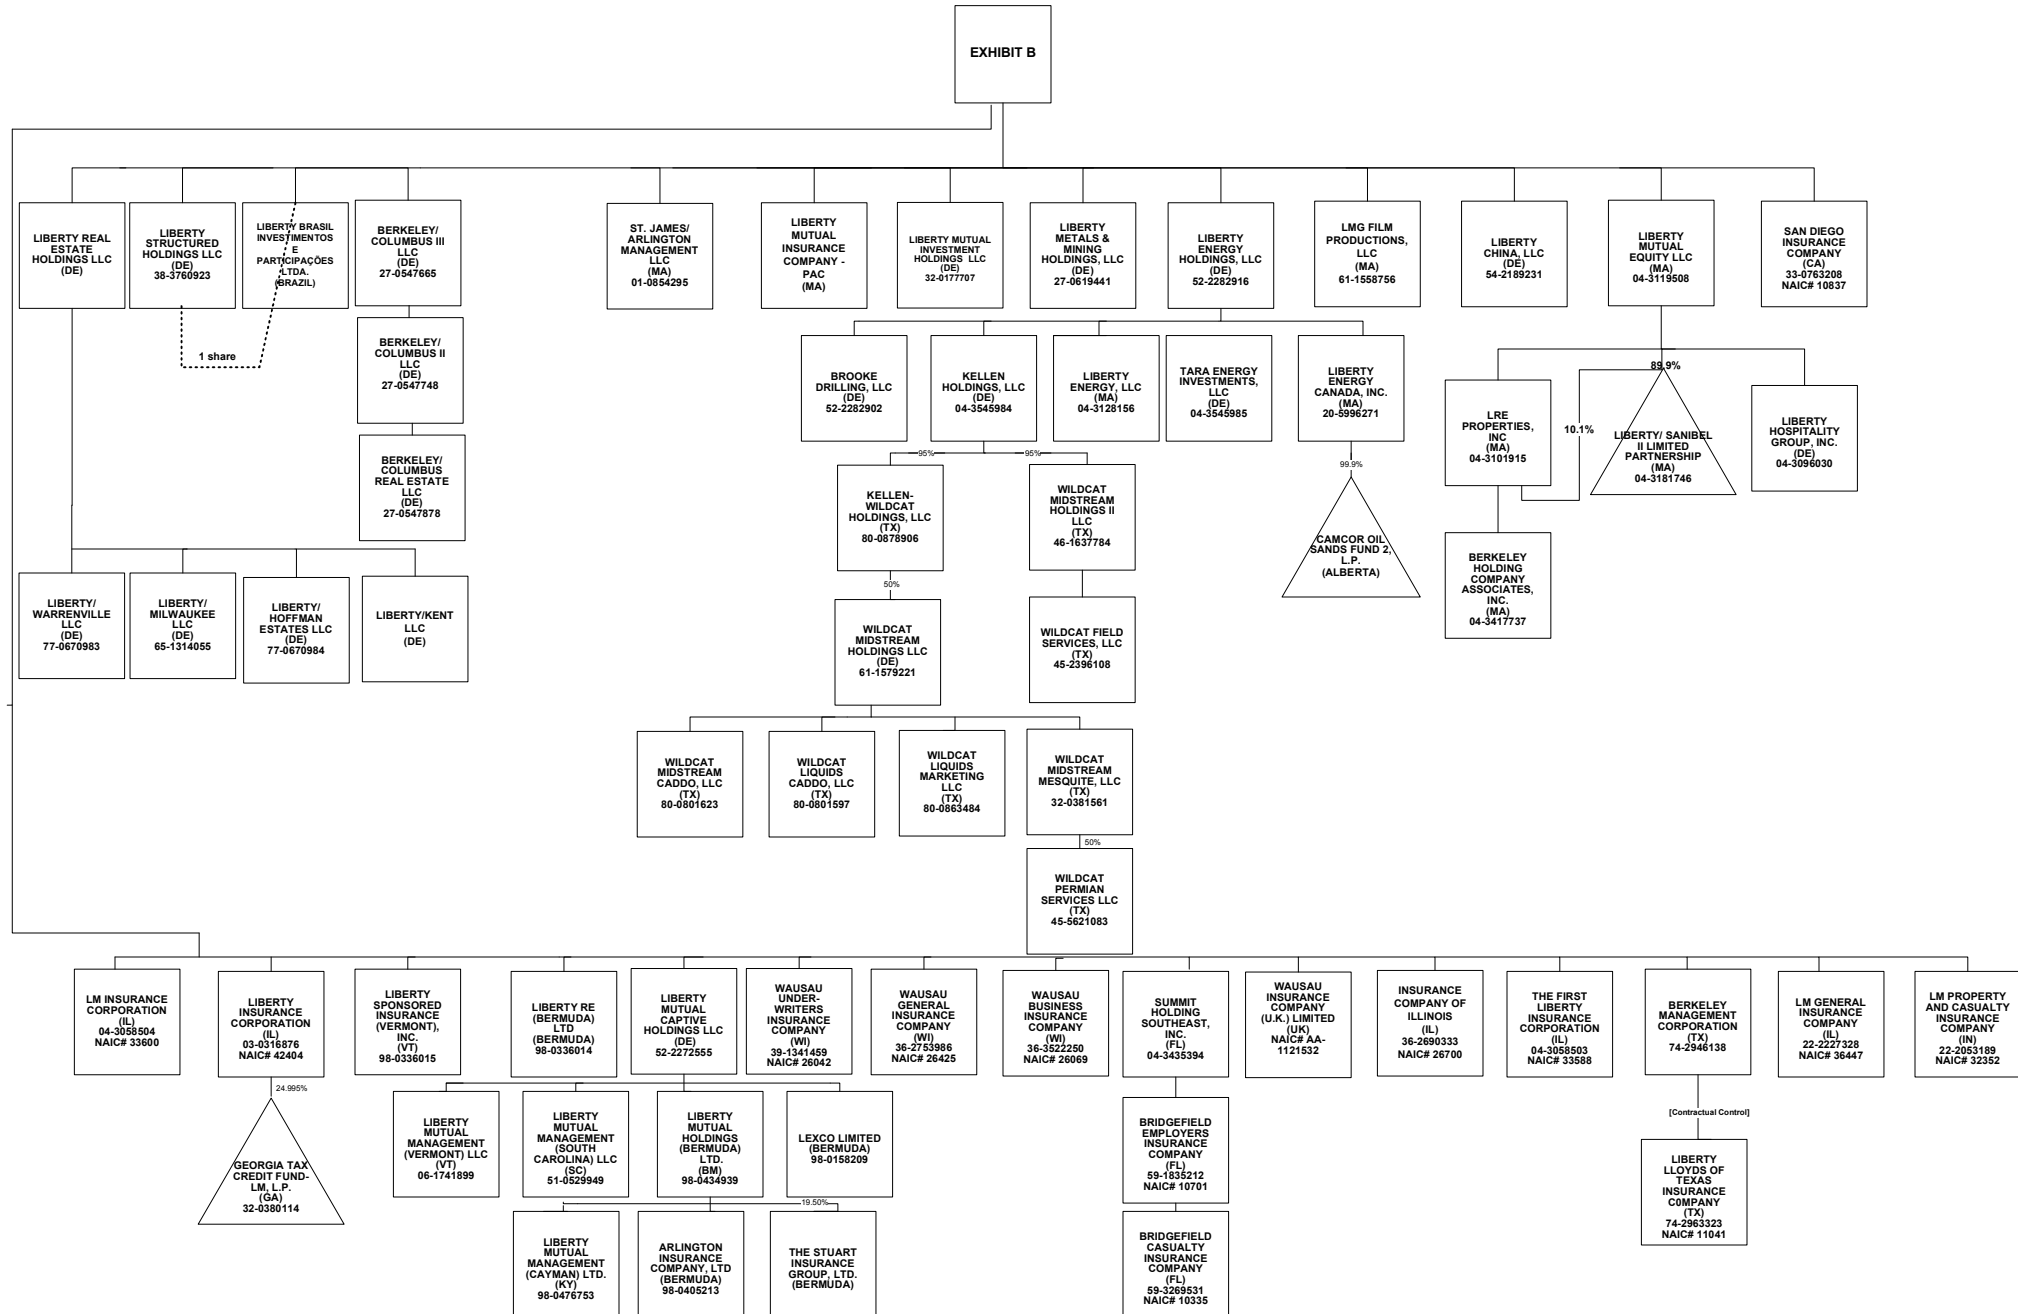 EXHIBIT B
LIBERTY REAL
ESTATE
HOLDINGS LLC
(DE)
LIBERTY
STRUCTURED
HOLDINGS LLC
(DE)
38-3760923
LIBERTY BRASIL
INVESTIMENTOS
E
PARTICIPAÇÕES
LTDA.
(BRAZIL)
BERKELEY/
COLUMBUS III
LLC
(DE)
27-0547665
ST. JAMES/
ARLINGTON
MANAGEMENT
LLC
(MA)
01-0854295
LIBERTY
MUTUAL
INSURANCE
COMPANY -
PAC
(MA)
LIBERTY MUTUAL
INVESTMENT
HOLDINGS LLC
(DE)
32-0177707
LIBERTY
METALS &
MINING
HOLDINGS, LLC
(DE)
27-0619441
LIBERTY
ENERGY
HOLDINGS, LLC
(DE)
52-2282916
LMG FILM
PRODUCTIONS,
LLC
(MA)
61-1558756
LIBERTY
CHINA, LLC
(DE)
54-2189231
LIBERTY
MUTUAL
EQUITY LLC
(MA)
04-3119508
SAN DIEGO
INSURANCE
COMPANY
(CA)
33-0763208
NAIC# 10837
1 share
BERKELEY/
COLUMBUS II
LLC
(DE)
27-0547748
BROOKE
DRILLING, LLC
(DE)
52-2282902
KELLEN
HOLDINGS, LLC
(DE)
04-3545984
LIBERTY
ENERGY, LLC
(MA)
04-3128156
TARA ENERGY
INVESTMENTS,
LLC
(DE)
04-3545985
LIBERTY
ENERGY
CANADA, INC.
(MA)
20-5996271
LRE
PROPERTIES,
INC
(MA)
04-3101915
10.1%
89.9%
LIBERTY/ SANIBEL
II LIMITED
PARTNERSHIP
(MA)
04-3181746
LIBERTY
HOSPITALITY
GROUP, INC.
(DE)
04-3096030
BERKELEY/
COLUMBUS
REAL ESTATE
LLC
(DE)
27-0547878
95%
95%
99.9%
KELLEN-
WILDCAT
HOLDINGS, LLC
(TX)
80-0878906
WILDCAT
MIDSTREAM
HOLDINGS II
LLC
(TX)
46-1637784
CAMCOR OIL
SANDS FUND 2,
L.P.
(ALBERTA)
BERKELEY
HOLDING
COMPANY
ASSOCIATES,
INC.
(MA)
04-3417737
LIBERTY/
WARRENVILLE
LLC
(DE)
77-0670983
LIBERTY/
MILWAUKEE
LLC
(DE)
65-1314055
LIBERTY/
HOFFMAN
ESTATES LLC
(DE)
77-0670984
LIBERTY/KENT
LLC
(DE)
50%
WILDCAT
MIDSTREAM
HOLDINGS LLC
(DE)
61-1579221
WILDCAT FIELD
SERVICES, LLC
(TX)
45-2396108
WILDCAT
MIDSTREAM
CADDO, LLC
(TX)
80-0801623
WILDCAT
LIQUIDS
CADDO, LLC
(TX)
80-0801597
WILDCAT
LIQUIDS
MARKETING
LLC
(TX)
80-0863484
WILDCAT
MIDSTREAM
MESQUITE, LLC
(TX)
32-0381561
50%
WILDCAT
PERMIAN
SERVICES LLC
(TX)
45-5621083
LM INSURANCE
CORPORATION
(IL)
04-3058504
NAIC# 33600
LIBERTY
INSURANCE
CORPORATION
(IL)
03-0316876
NAIC# 42404
LIBERTY
SPONSORED
INSURANCE
(VERMONT),
INC.
(VT)
98-0336015
LIBERTY RE
(BERMUDA)
LTD
(BERMUDA)
98-0336014
LIBERTY
MUTUAL
CAPTIVE
HOLDINGS LLC
(DE)
52-2272555
WAUSAU
UNDER-
WRITERS
INSURANCE
COMPANY
(WI)
39-1341459
NAIC# 26042
WAUSAU
GENERAL
INSURANCE
COMPANY
(WI)
36-2753986
NAIC# 26425
WAUSAU
BUSINESS
INSURANCE
COMPANY
(WI)
36-3522250
NAIC# 26069
SUMMIT
HOLDING
SOUTHEAST,
INC.
(FL)
04-3435394
WAUSAU
INSURANCE
COMPANY
(U.K.) LIMITED
(UK)
NAIC# AA-
1121532
INSURANCE
COMPANY OF
ILLINOIS
(IL)
36-2690333
NAIC# 26700
THE FIRST
LIBERTY
INSURANCE
CORPORATION
(IL)
04-3058503
NAIC# 33588
BERKELEY
MANAGEMENT
CORPORATION
(TX)
74-2946138
LM GENERAL
INSURANCE
COMPANY
(IL)
22-2227328
NAIC# 36447
LM PROPERTY
AND CASUALTY
INSURANCE
COMPANY
(IN)
22-2053189
NAIC# 32352
24.995%
GEORGIA TAX
CREDIT FUND-
LM, L.P.
(GA)
32-0380114
LIBERTY
MUTUAL
MANAGEMENT
(VERMONT) LLC
(VT)
06-1741899
LIBERTY
MUTUAL
MANAGEMENT
(SOUTH
CAROLINA) LLC
(SC)
51-0529949
LIBERTY
MUTUAL
HOLDINGS
(BERMUDA)
LTD.
(BM)
98-0434939
LEXCO LIMITED
(BERMUDA)
98-0158209
BRIDGEFIELD
EMPLOYERS
INSURANCE
COMPANY
(FL)
59-1835212
NAIC# 10701
[Contractual Control]
LIBERTY
LLOYDS OF
TEXAS
INSURANCE
C0MPANY
(TX)
74-2963323
NAIC# 11041
19.50%
LIBERTY
MUTUAL
MANAGEMENT
(CAYMAN) LTD.
(KY)
98-0476753
ARLINGTON
INSURANCE
COMPANY, LTD
(BERMUDA)
98-0405213
THE STUART
INSURANCE
GROUP, LTD.
(BERMUDA)
BRIDGEFIELD
CASUALTY
INSURANCE
COMPANY
(FL)
59-3269531
NAIC# 10335